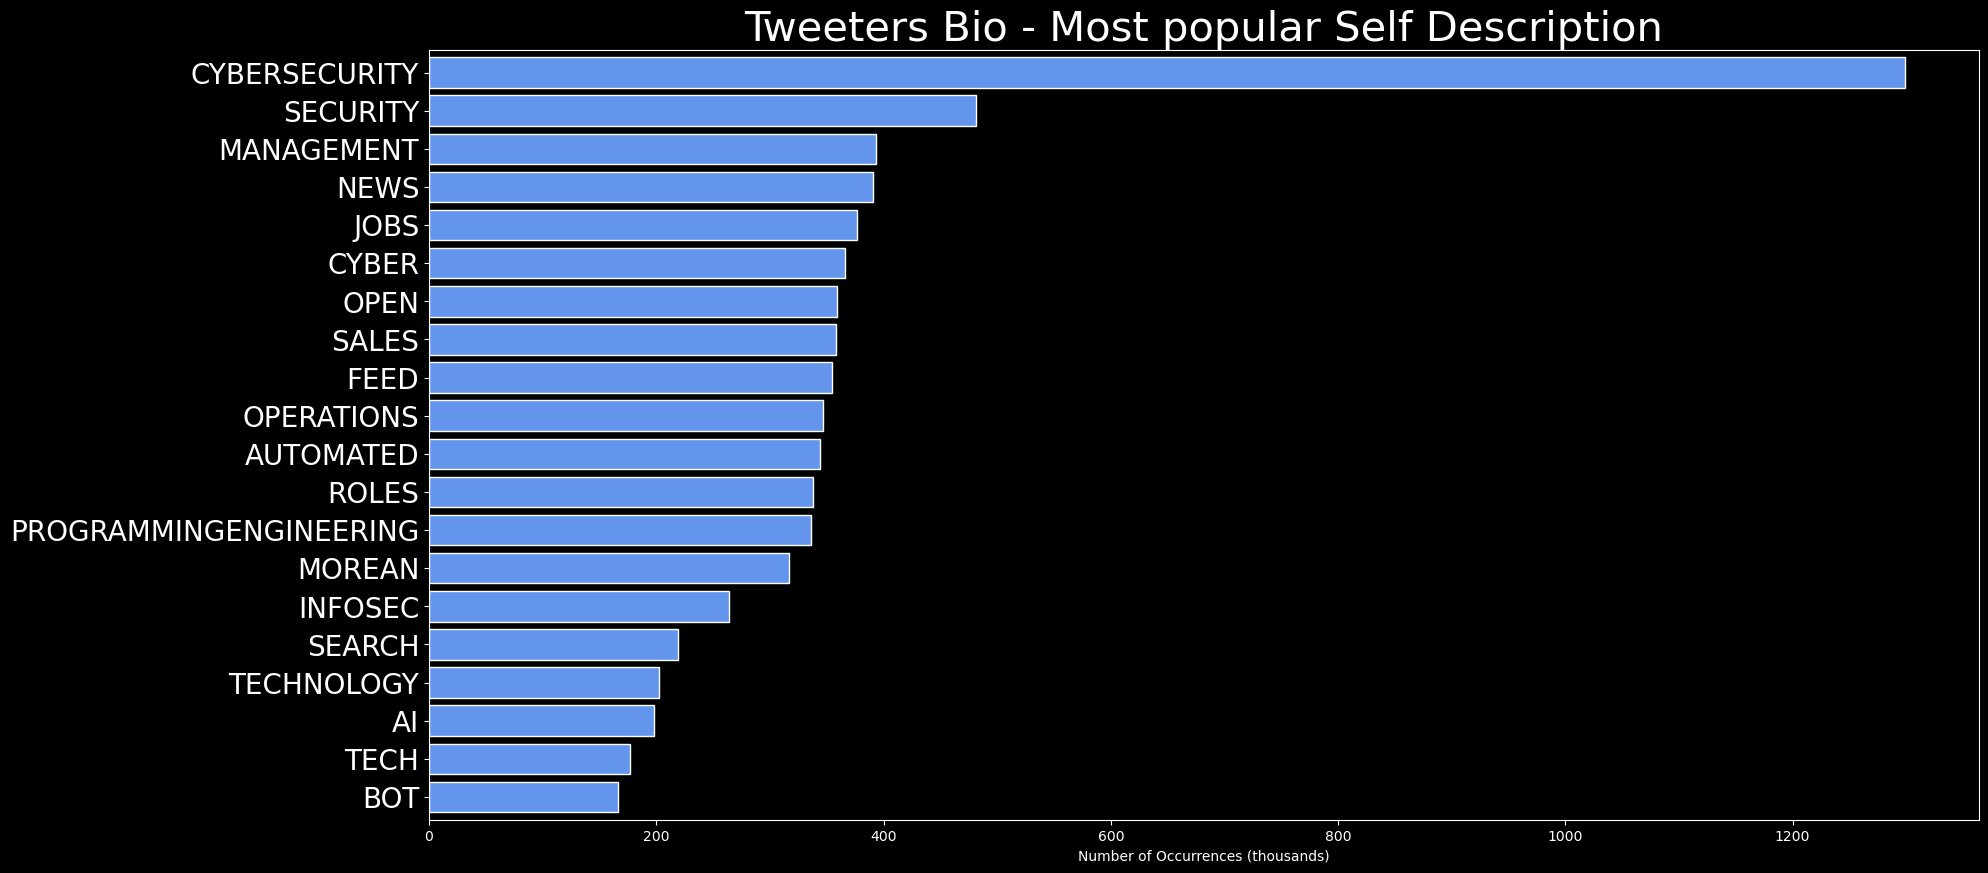 Tweeters Bio - Most popular Self Description
CYBERSECURITY
SECURITY
MANAGEMENT
NEWS
JOBS
CYBER
OPEN
SALES
FEED
OPERATIONS
AUTOMATED
ROLES
PROGRAMMINGENGINEERING
MOREAN
INFOSEC
SEARCH
TECHNOLOGY
AI
TECH
BOT
0 200 400 600 800 1000 1200
Number of Occurrences (thousands)